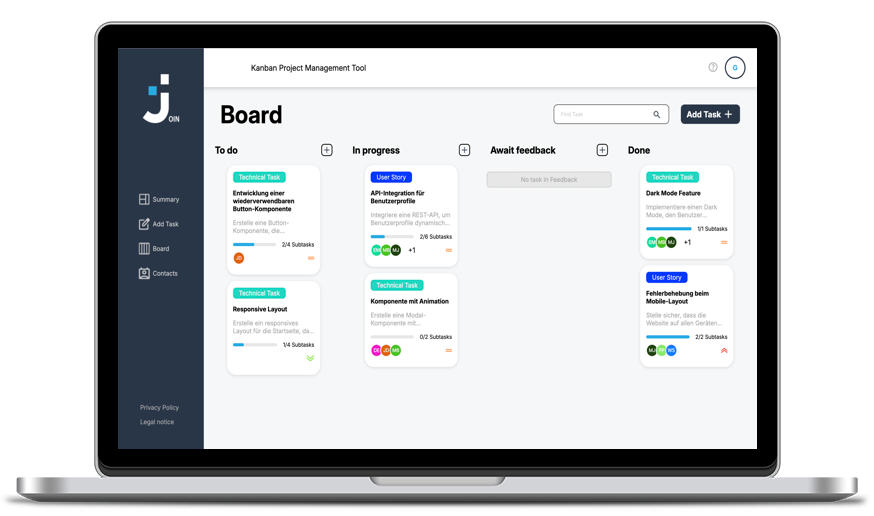 Kanban Project Management Tool
G
OIN
Board
Find Task
Add Task
Summary
Add Task
Board
Contacts
Privacy Policy
Legal notice
To do
Technical Task
Entwicklung einer
wiederverwendbaren
Button-Komponente
Erstelle eine Button-
Komponente, die...
2/4 Subtasks
JD
Technical Task
Responsive Layout
Erstelle ein responsives
Layout für die Startseite, da...
1/4 Subtasks
In progress
User Story
API-Integration für
Benutzerprofile
Integriere eine REST-API, um
Benutzerprofile dynamisch...
2/6 Subtasks
EM MB MJ +1
Technical Task
Komponente mit Animation
Erstelle eine Modal-
Komponente mit...
0/2 Subtasks
DE JD MB
Await feedback
No task in Feedback
Done
Technical Task
Dark Mode Feature
Implementiere einen Dark
Mode, den Benutzer...
1/1 Subtasks
EM MB MJ +1
User Story
Fehlerbehebung beim
Mobile-Layout
Stelle sicher, dass die
Website auf allen Geräten...
2/2 Subtasks
MJ PP WS